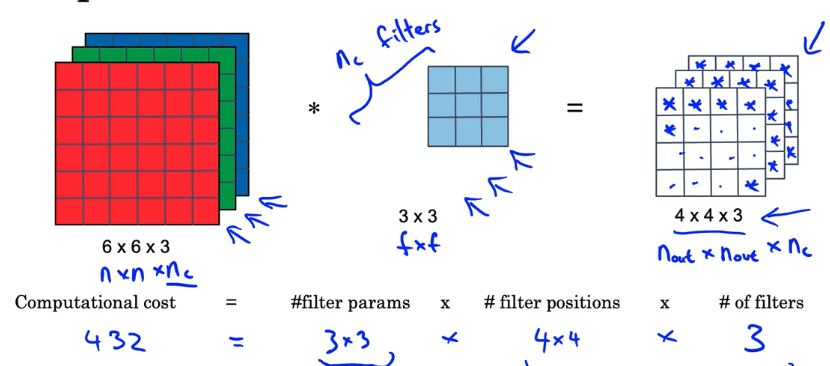 n_c filters
*
=
3 x 3
4 x 4 x 3
6 x 6 x 3
f x f
n_out x n_out x n_c
n x n x n_c
Computational cost = #filter params x # filter positions x # of filters
432 = 3x3 x 4x4 x 3